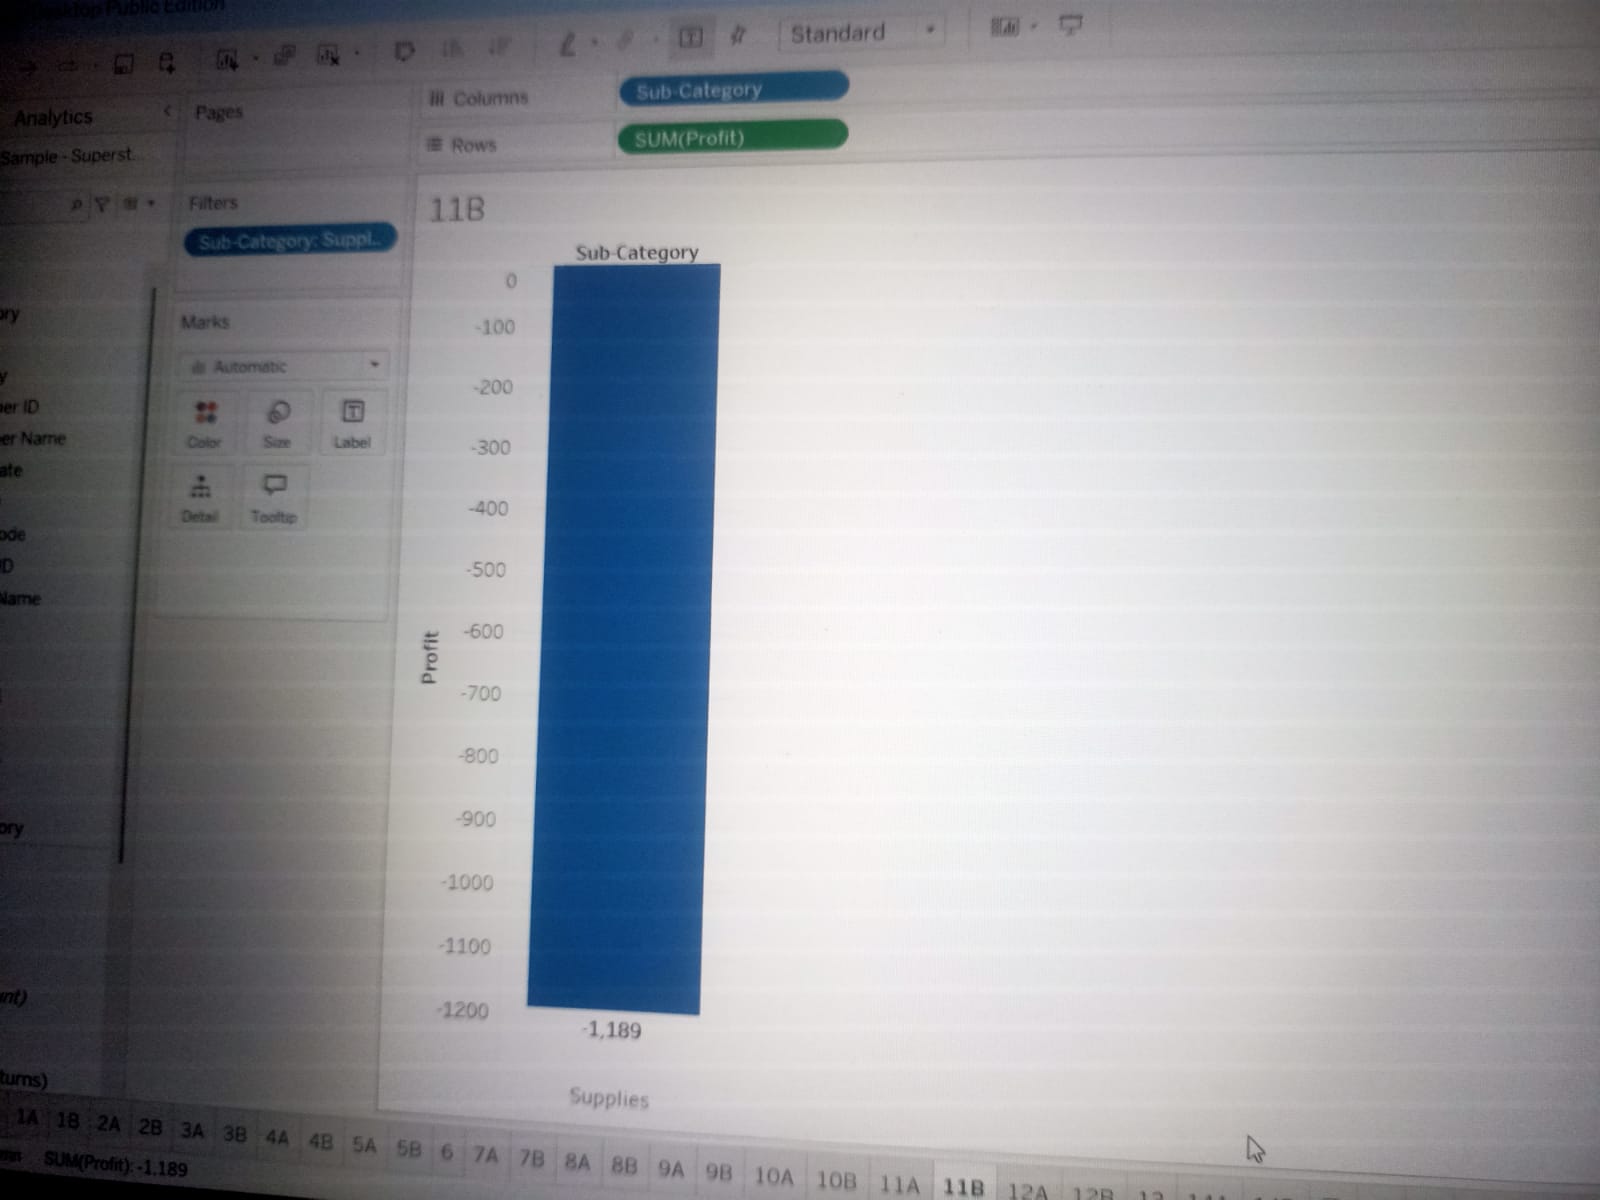 Desktop Public Edition
Standard
Analytics
Pages
Columns
Sub-Category
Sample - Superst...
Rows
SUM(Profit)
Filters
11B
Sub-Category: Suppl..
Sub-Category
0
-100
-200
-300
-400
-500
-600
-700
-800
-900
-1000
-1100
-1200
Profit
Marks
Automatic
Color
Size
Label
Detail
Tooltip
ory
y
er ID
er Name
ate
ode
D
Name
ory
-1,189
Supplies
1A 1B 2A 2B 3A 3B 4A 4B 5A 5B 6 7A 7B 8A 8B 9A 9B 10A 10B 11A 11B 12A 12B 13
SUM(Profit): -1,189